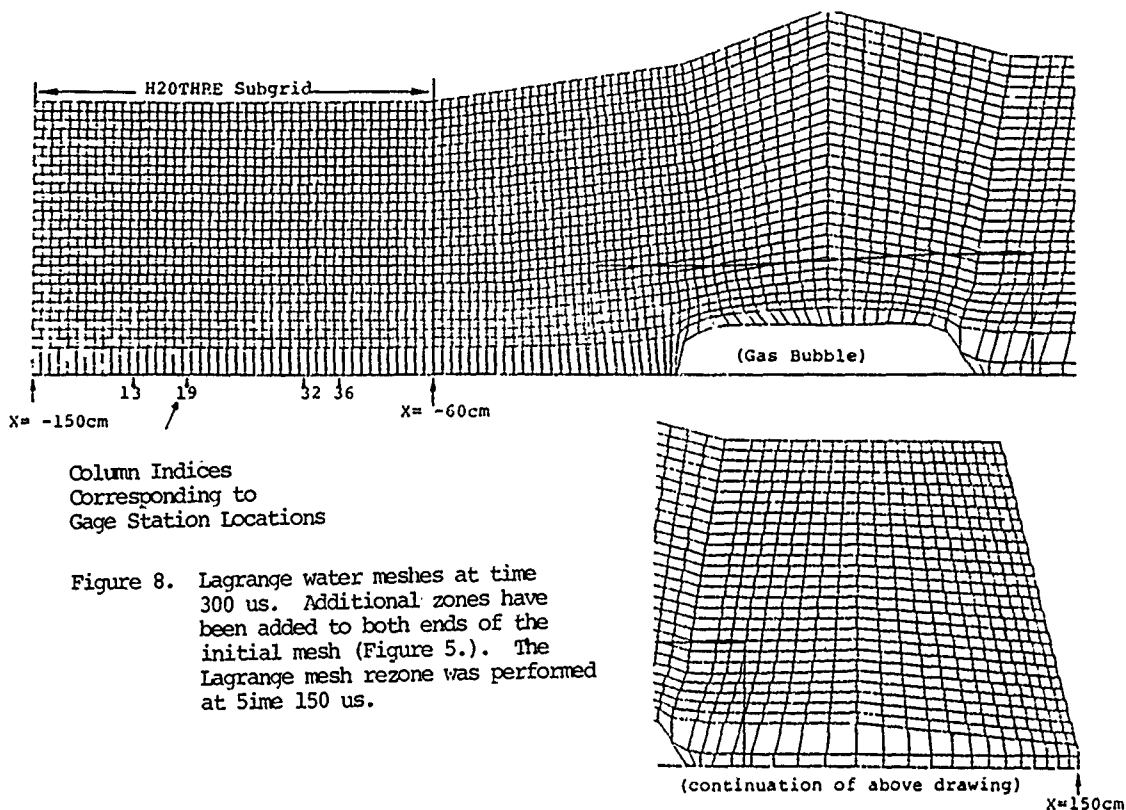 H2OTHRE Subgrid
(Gas Bubble)
13 19 32 36
X= -150cm
X= -60cm
Column Indices
Corresponding to
Gage Station Locations
Figure 8. Lagrange water meshes at time
300 us. Additional zones have
been added to both ends of the
initial mesh (Figure 5.). The
Lagrange mesh rezone was performed
at 5ime 150 us.
(continuation of above drawing)
X=150cm